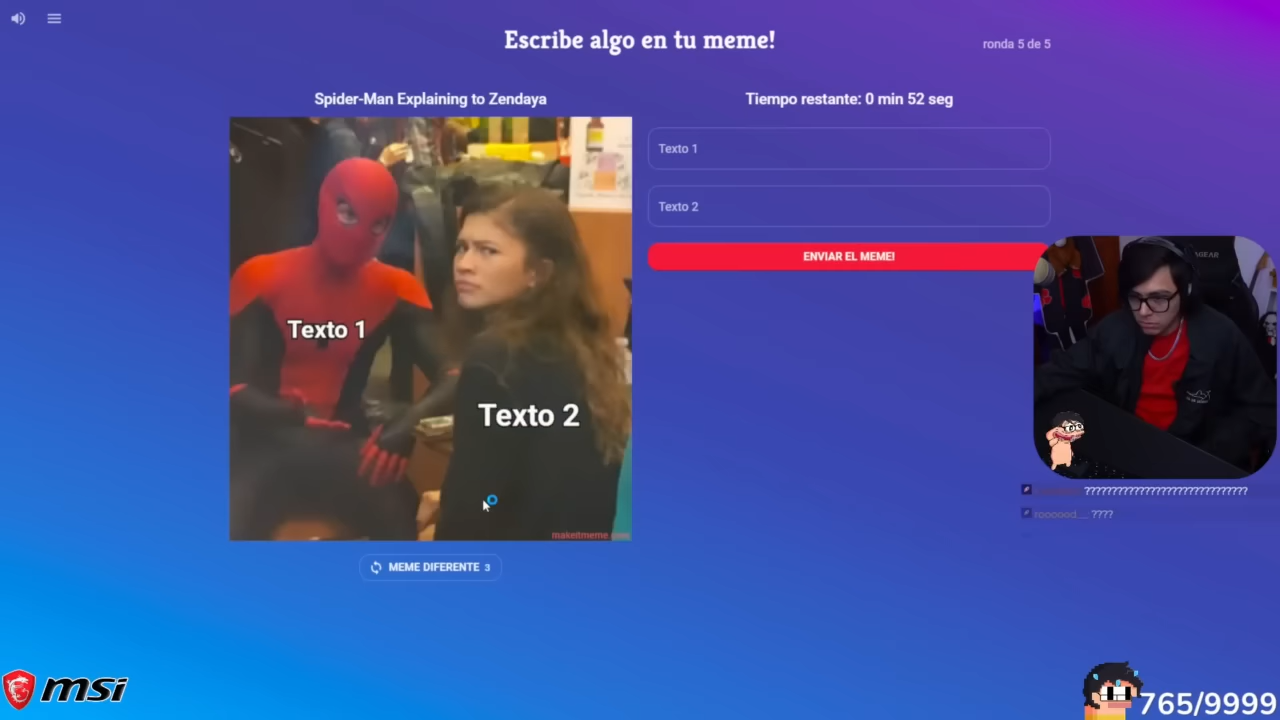 Escribe algo en tu meme!
ronda 5 de 5
Spider-Man Explaining to Zendaya
Tiempo restante: 0 min 52 seg
Texto 1
Texto 2
ENVIAR EL MEME!
Texto 1
Texto 2
MEME DIFERENTE 3
????????????????????????????????
roooood__ ????
msi
765/9999